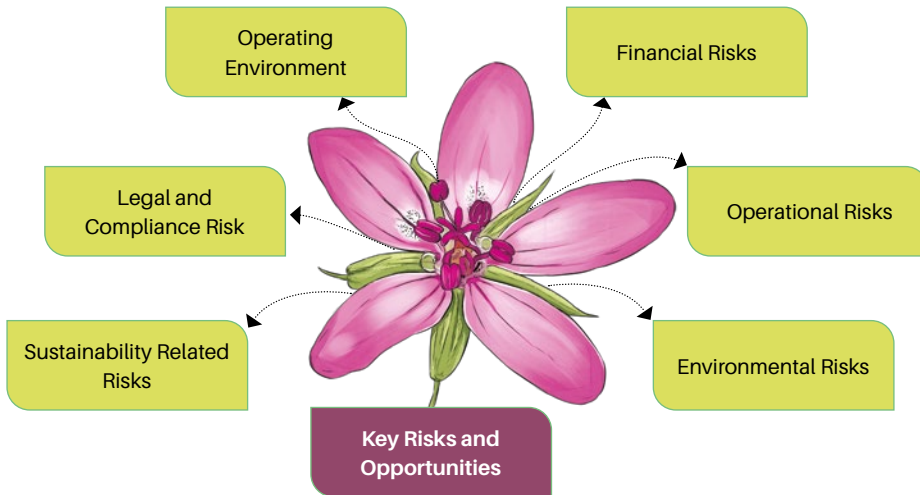 Operating
Environment
Financial Risks
Legal and
Compliance Risk
Operational Risks
Sustainability Related
Risks
Environmental Risks
Key Risks and
Opportunities